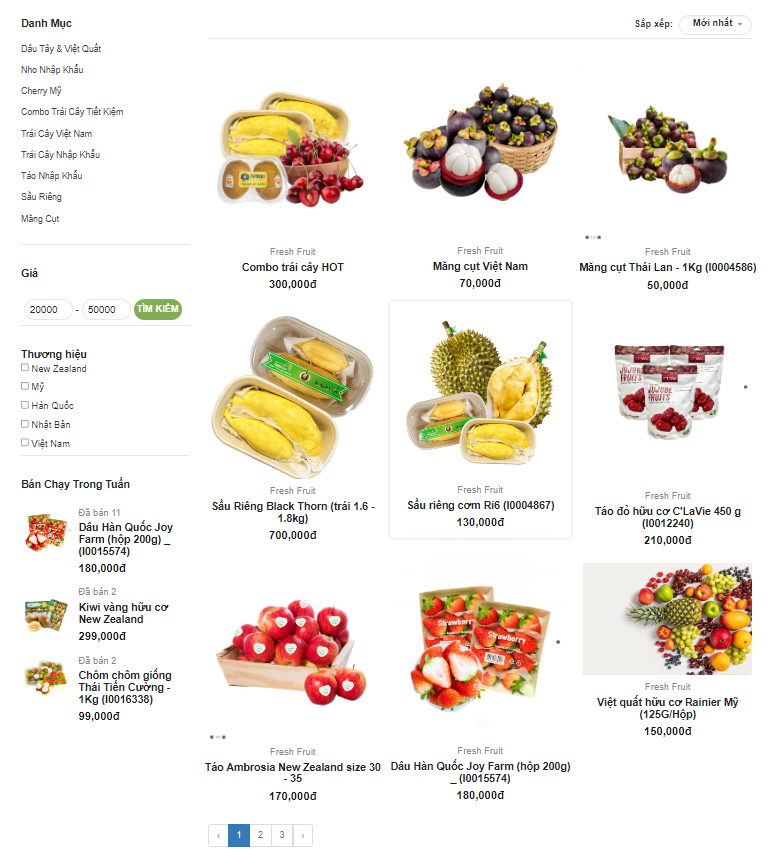 Danh Mục
Dâu Tây & Việt Quất
Nho Nhập Khẩu
Cherry Mỹ
Combo Trái Cây Tiết Kiệm
Trái Cây Việt Nam
Trái Cây Nhập Khẩu
Táo Nhập Khẩu
Sầu Riêng
Măng Cụt
Giá
20000 - 50000 TÌM KIẾM
Thương hiệu
New Zealand
Mỹ
Hàn Quốc
Nhật Bản
Việt Nam
Bán Chạy Trong Tuần
Đã bán 11
Dâu Hàn Quốc Joy
Farm (hộp 200g) _
(I0015574)
180,000đ
Đã bán 2
Kiwi vàng hữu cơ
New Zealand
299,000đ
Đã bán 2
Chôm chôm giống
Thái Tiến Cường -
1Kg (I0016338)
99,000đ
Sắp xếp: Mới nhất
Fresh Fruit
Combo trái cây HOT
300,000đ
Fresh Fruit
Măng cụt Việt Nam
70,000đ
Fresh Fruit
Măng cụt Thái Lan - 1Kg (I0004586)
50,000đ
Fresh Fruit
Sầu Riêng Black Thorn (trái 1.6 -
1.8kg)
700,000đ
Fresh Fruit
Sầu riêng cơm Ri6 (I0004867)
130,000đ
JUJUBE
FRUITS
JUJUBE
FRUITS
Fresh Fruit
Táo đỏ hữu cơ C'LaVie 450 g
(I0012240)
210,000đ
Fresh Fruit
Táo Ambrosia New Zealand size 30
- 35
170,000đ
Strawberry
Strawberry
Fresh Fruit
Dâu Hàn Quốc Joy Farm (hộp 200g)
_ (I0015574)
180,000đ
Fresh Fruit
Việt quất hữu cơ Rainier Mỹ
(125G/Hộp)
150,000đ
‹ 1 2 3 ›